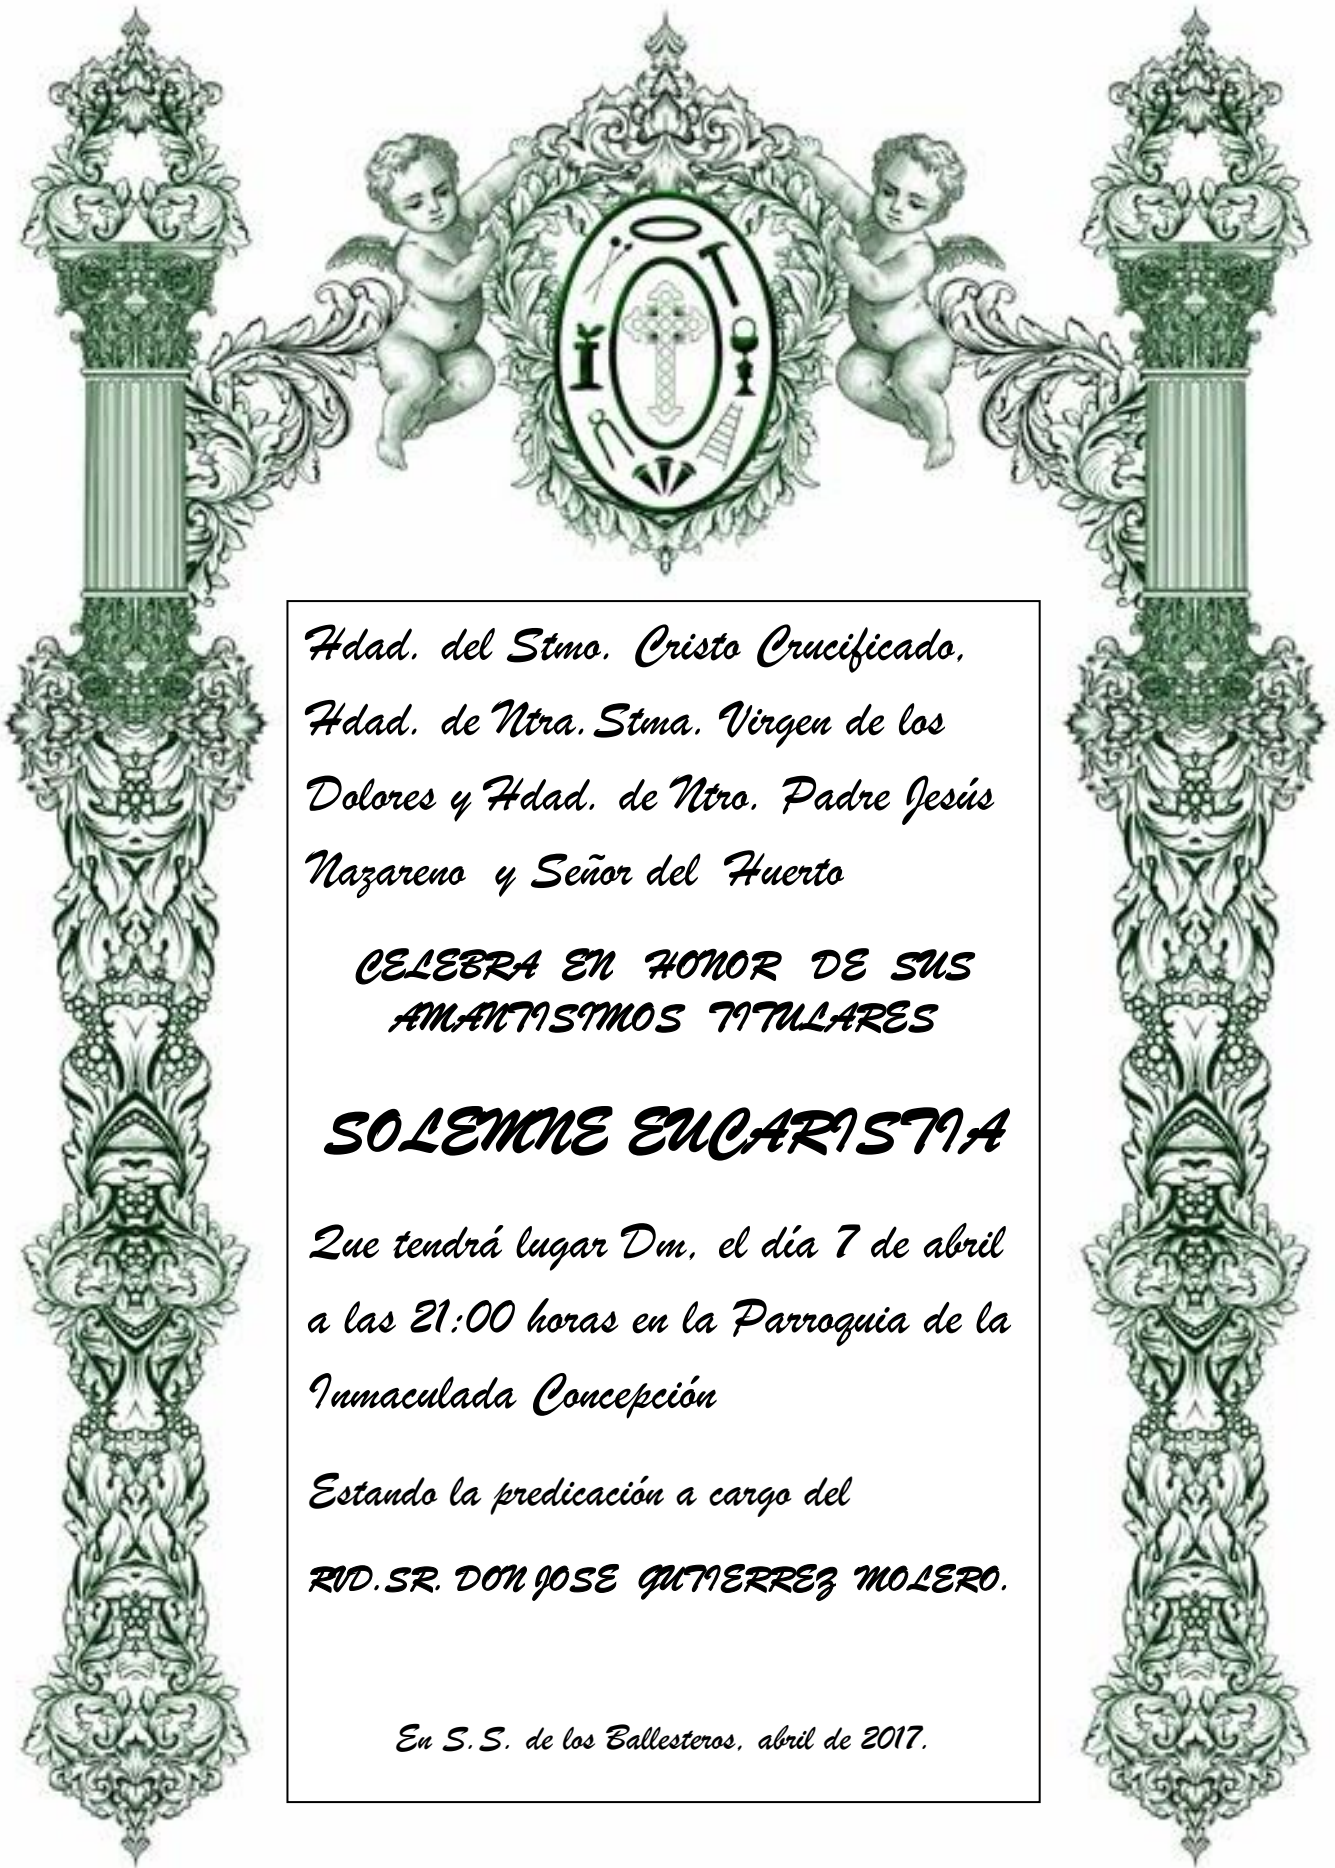 Hdad. del Stmo. Cristo Crucificado,
Hdad. de Ntra. Stma. Virgen de los
Dolores y Hdad. de Ntro. Padre Jesús
Nazareno y Señor del Huerto
CELEBRA EN HONOR DE SUS
AMANTISIMOS TITULARES
SOLEMNE EUCARISTIA
Que tendrá lugar Dm, el día 7 de abril
a las 21:00 horas en la Parroquia de la
Inmaculada Concepción
Estando la predicación a cargo del
RVD. SR. DON JOSE GUTIERREZ MOLERO.
En S.S. de los Ballesteros, abril de 2017.